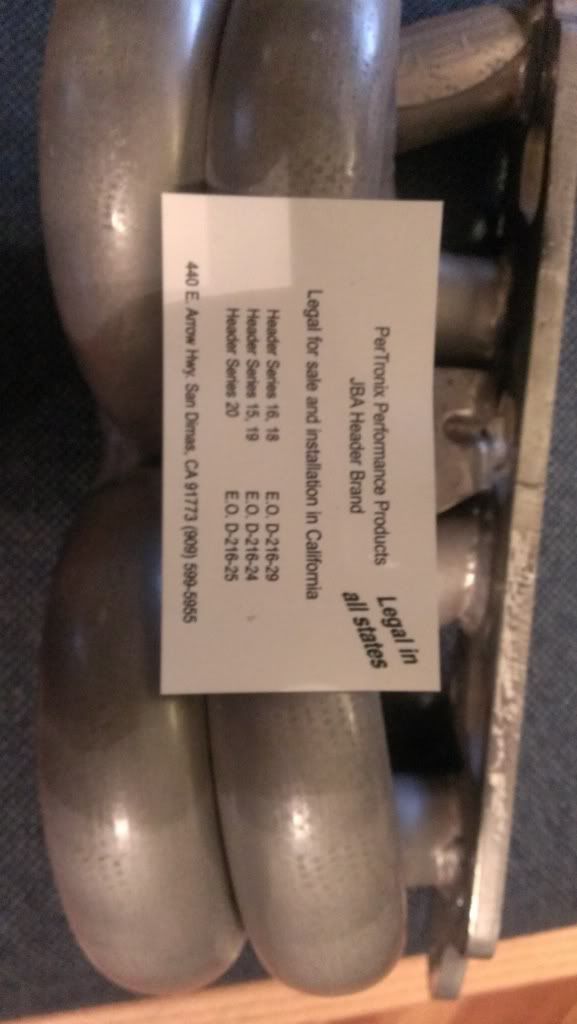 PerTronix Performance Products
JBA Header Brand
Legal in
all states
Legal for sale and installation in California
Header Series 16, 18 E.O. D-216-29
Header Series 15, 19 E.O. D-216-24
Header Series 20 E.O. D-216-25
440 E. Arrow Hwy. San Dimas, CA 91773 (909) 599-5955